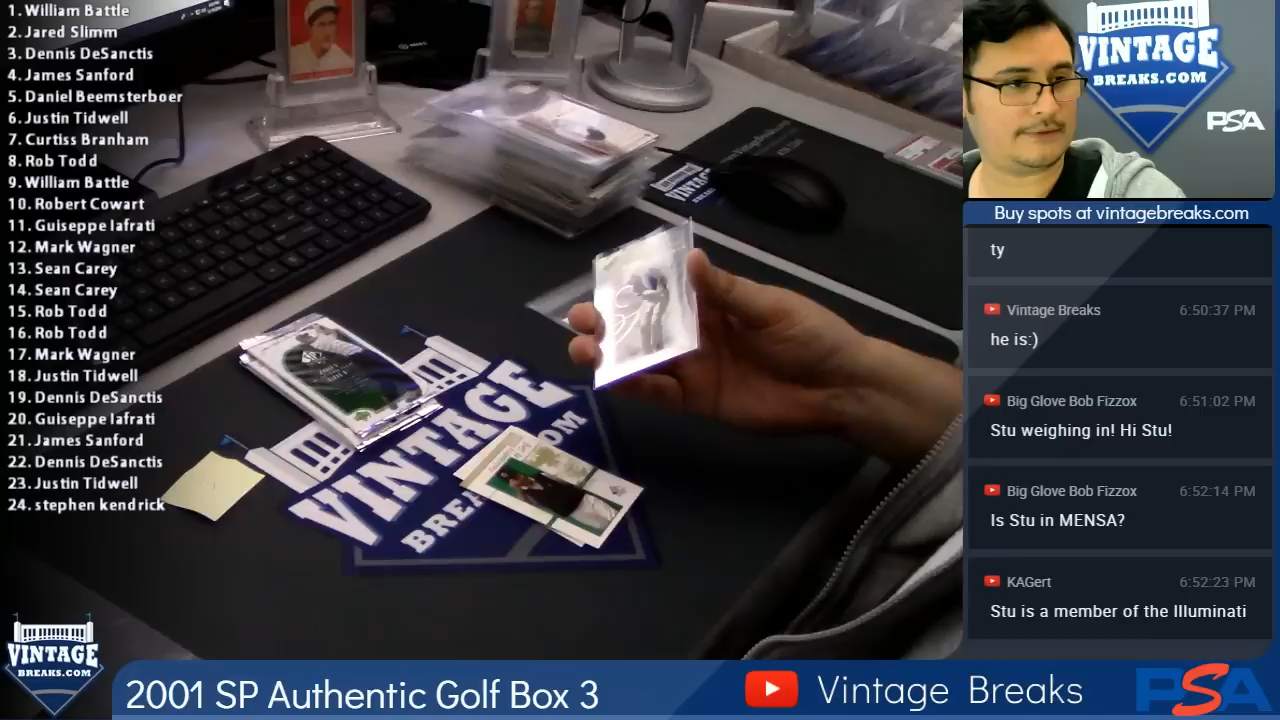 1. William Battle
2. Jared Slimm
3. Dennis DeSanctis
4. James Sanford
5. Daniel Beemsterboer
6. Justin Tidwell
7. Curtiss Branham
8. Rob Todd
9. William Battle
10. Robert Cowart
11. Guiseppe Iafrati
12. Mark Wagner
13. Sean Carey
14. Sean Carey
15. Rob Todd
16. Rob Todd
17. Mark Wagner
18. Justin Tidwell
19. Dennis DeSanctis
20. Guiseppe Iafrati
21. James Sanford
22. Dennis DeSanctis
23. Justin Tidwell
24. stephen kendrick
VINTAGE
VINTAGE
BREA
OM
VINTAGE
BREAKS.COM
PSA
Buy spots at vintagebreaks.com
ty
Vintage Breaks 6:50:37 PM
he is:)
Big Glove Bob Fizzox 6:51:02 PM
Stu weighing in! Hi Stu!
Big Glove Bob Fizzox 6:52:14 PM
Is Stu in MENSA?
KAGert 6:52:23 PM
Stu is a member of the Illuminati
VINTAGE
BREAKS.COM
2001 SP Authentic Golf Box 3
Vintage Breaks
PSA